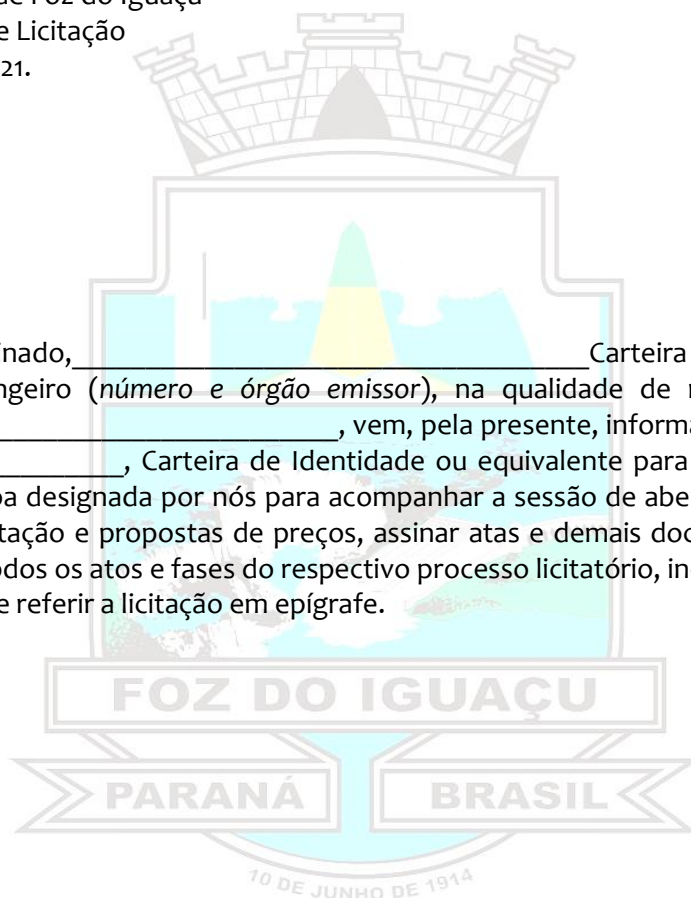 de Foz do Iguaçu
e Licitação
21.
inado,____________________________________Carteira
ngeiro (número e órgão emissor), na qualidade de
________________________, vem, pela presente, informa
_________, Carteira de Identidade ou equivalente para
oa designada por nós para acompanhar a sessão de abe
tação e propostas de preços, assinar atas e demais doc
odos os atos e fases do respectivo processo licitatório, in
e referir a licitação em epígrafe.
FOZ DO IGUAÇU
PARANÁ BRASIL
10 DE JUNHO DE 1914